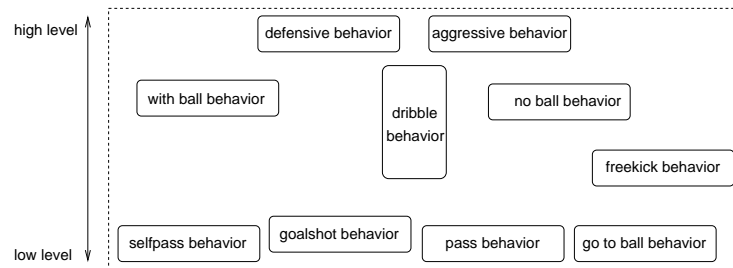 high level
defensive behavior
aggressive behavior
with ball behavior
dribble
behavior
no ball behavior
freekick behavior
low level
selfpass behavior
goalshot behavior
pass behavior
go to ball behavior